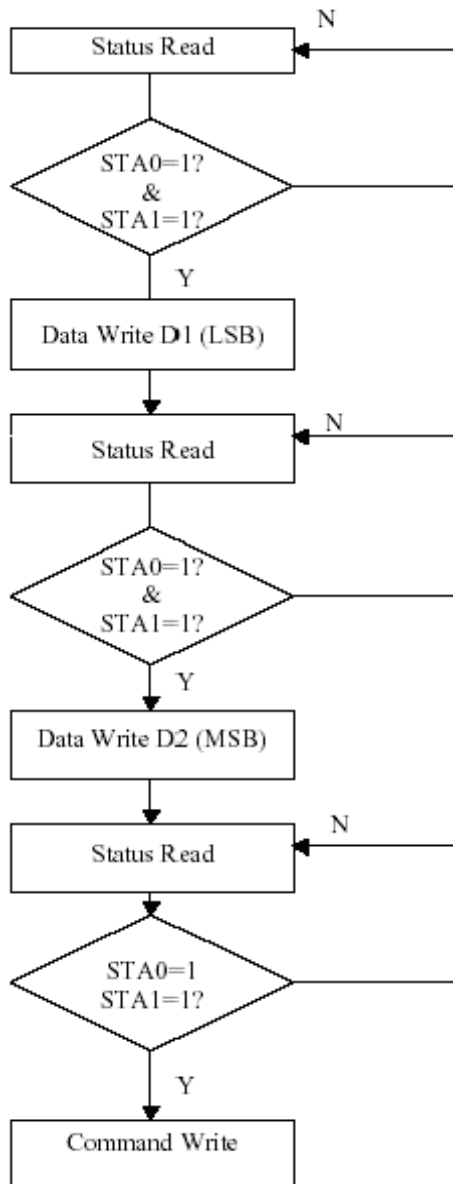 N
Status Read
STA0=1?
&
STA1=1?
Y
Data Write D1 (LSB)
N
Status Read
STA0=1?
&
STA1=1?
Y
Data Write D2 (MSB)
N
Status Read
STA0=1
STA1=1?
Y
Command Write